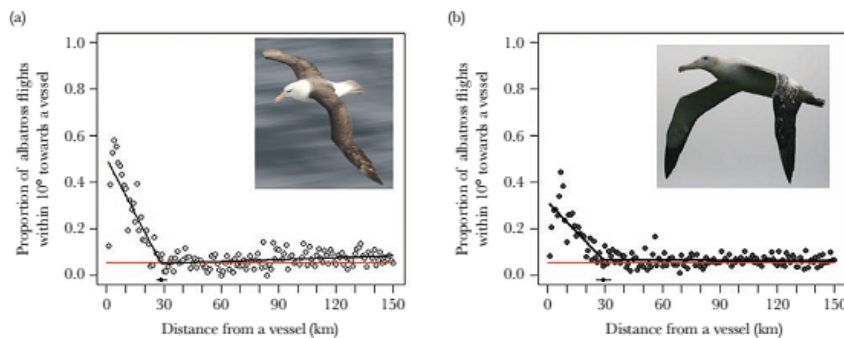 (a)
Proportion of albatross flights
within 10° towards a vessel
1.0
0.8
0.6
0.4
0.2
0.0
0 30 60 90 120 150
Distance from a vessel (km)
(b)
Proportion of albatross flights
within 10° towards a vessel
1.0
0.8
0.6
0.4
0.2
0.0
0 30 60 90 120 150
Distance from a vessel (km)